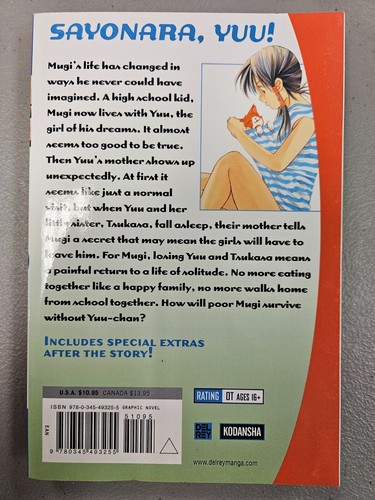 SAYONARA, YUU!
Mugi's life has changed in
ways he never could have
imagined. A high school kid,
Mugi now lives with Yuu, the
girl of his dreams. It almost
seems too good to be true.
Then Yuu's mother shows up
unexpectedly. At first it
seems like just a normal
visit, but when Yuu and her
little sister, Tsukasa, fall asleep, their mother tells
Mugi a secret that may mean the girls will have to
leave him. For Mugi, losing Yuu and Tsukasa means
a painful return to a life of solitude. No more eating
together like a happy family, no more walks home
from school together. How will poor Mugi survive
without Yuu-chan?
INCLUDES SPECIAL EXTRAS
AFTER THE STORY!
U.S.A. $10.95 CANADA $13.95
ISBN 978-0-345-49325-5 GRAPHIC NOVEL
51095
EAN
9 780345 493255
RATING OT AGES 16+
DEL REY KODANSHA
www.delreymanga.com